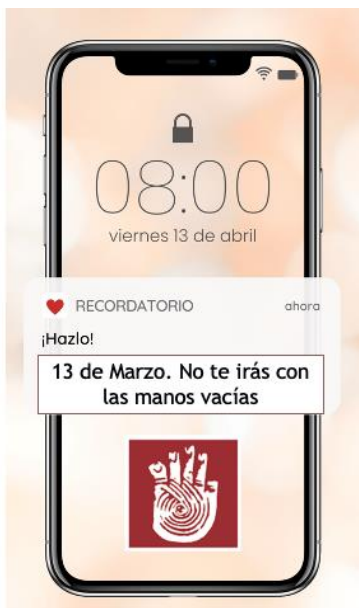 08:00
viernes 13 de abril
RECORDATORIO
ahora
¡Hazlo!
13 de Marzo. No te irás con
las manos vacías